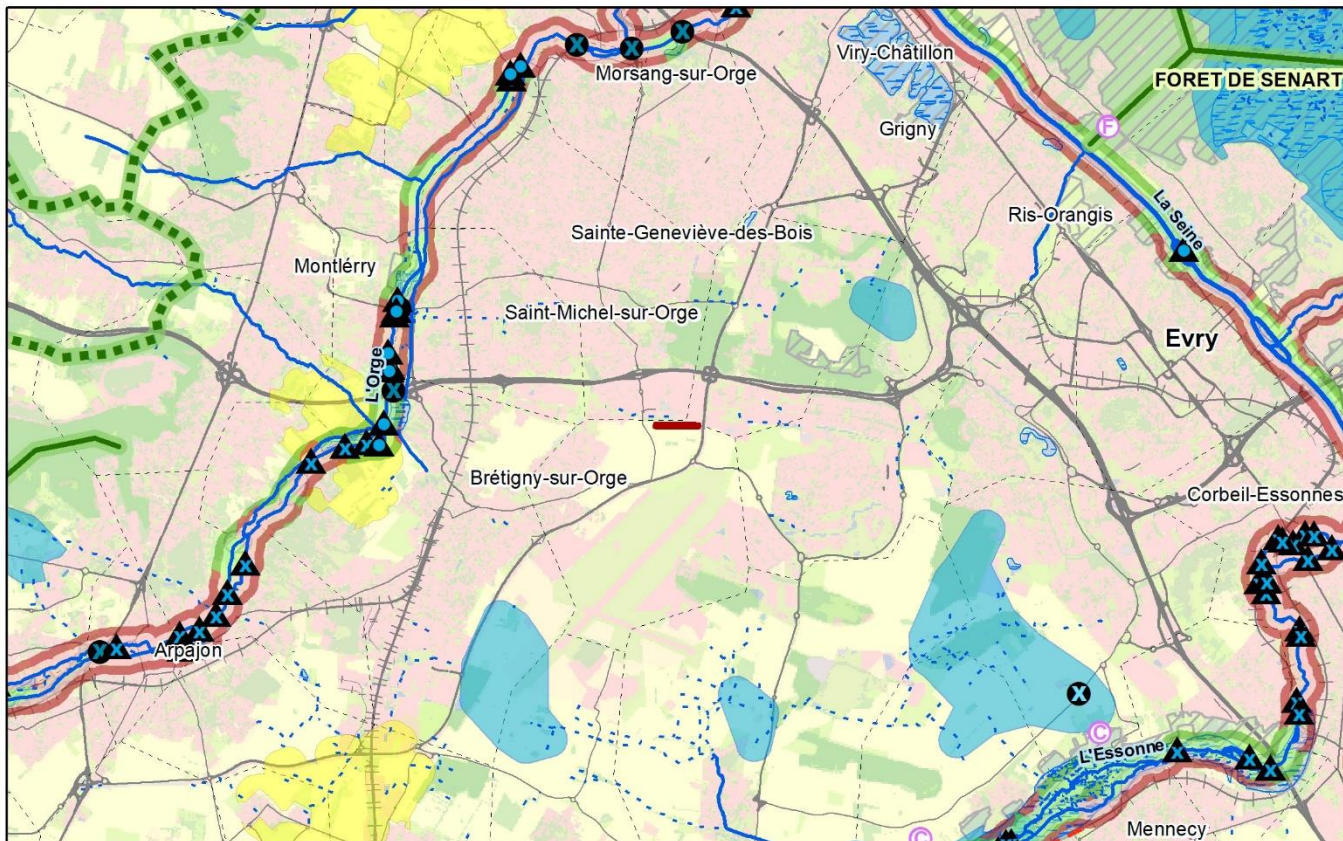 Viry-Châtillon
Morsang-sur-Orge
FORET DE SENART
F
Grigny
Ris-Orangis
La Seine
Sainte-Geneviève-des-Bois
Montlérry
Saint-Michel-sur-Orge
Evry
L'Orge
Brétigny-sur-Orge
Corbeil-Essonnes
Arpajon
X
C
L'Essonne
Mennecy
C